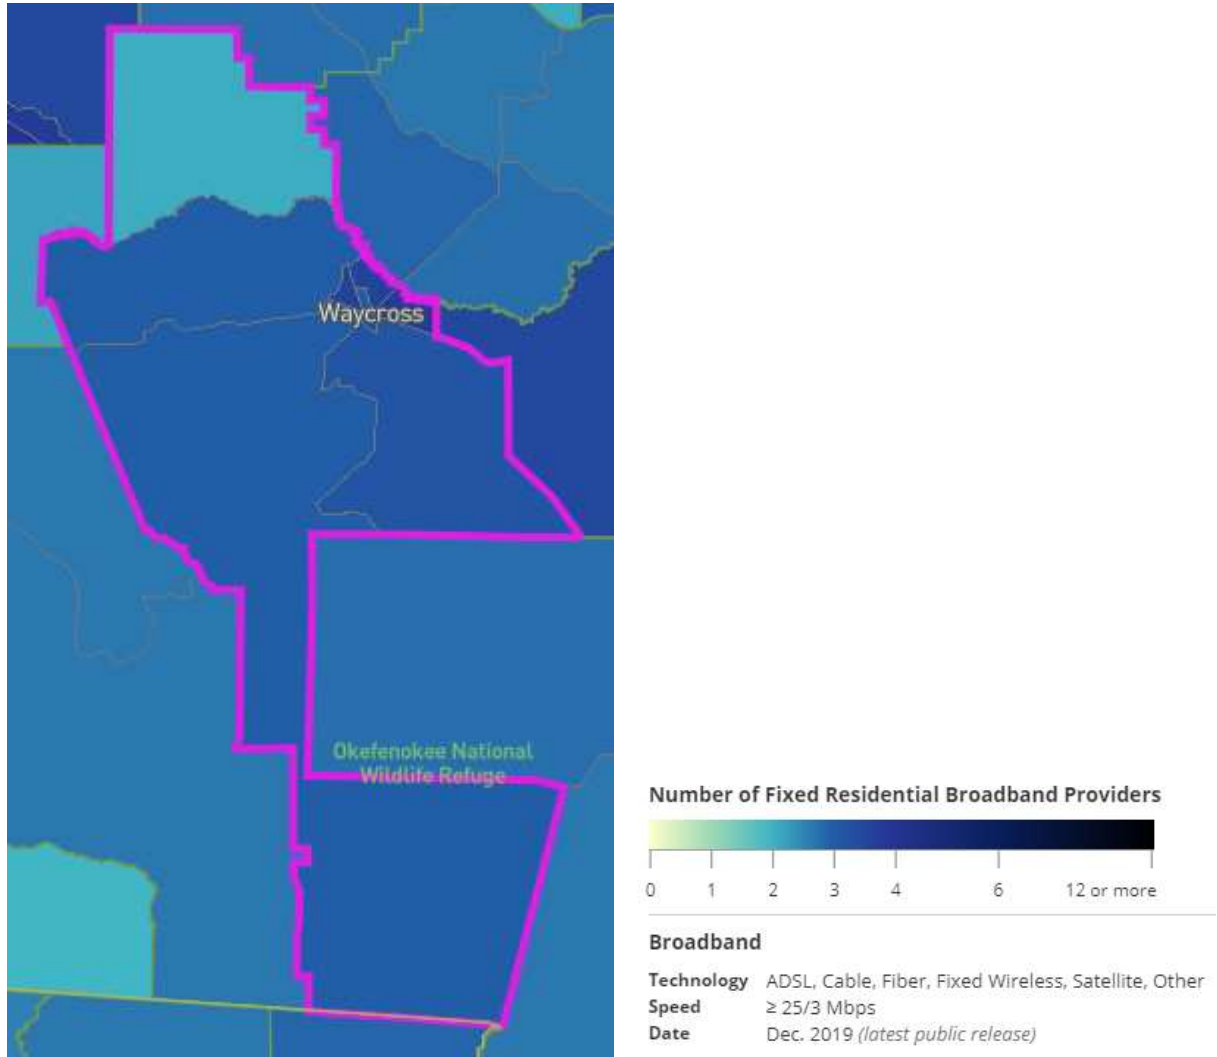 Waycross
Okefenokee National
Wildlife Refuge
Number of Fixed Residential Broadband Providers
0 1 2 3 4 6 12 or more
Broadband
Technology ADSL, Cable, Fiber, Fixed Wireless, Satellite, Other
Speed ≥ 25/3 Mbps
Date Dec. 2019 (latest public release)